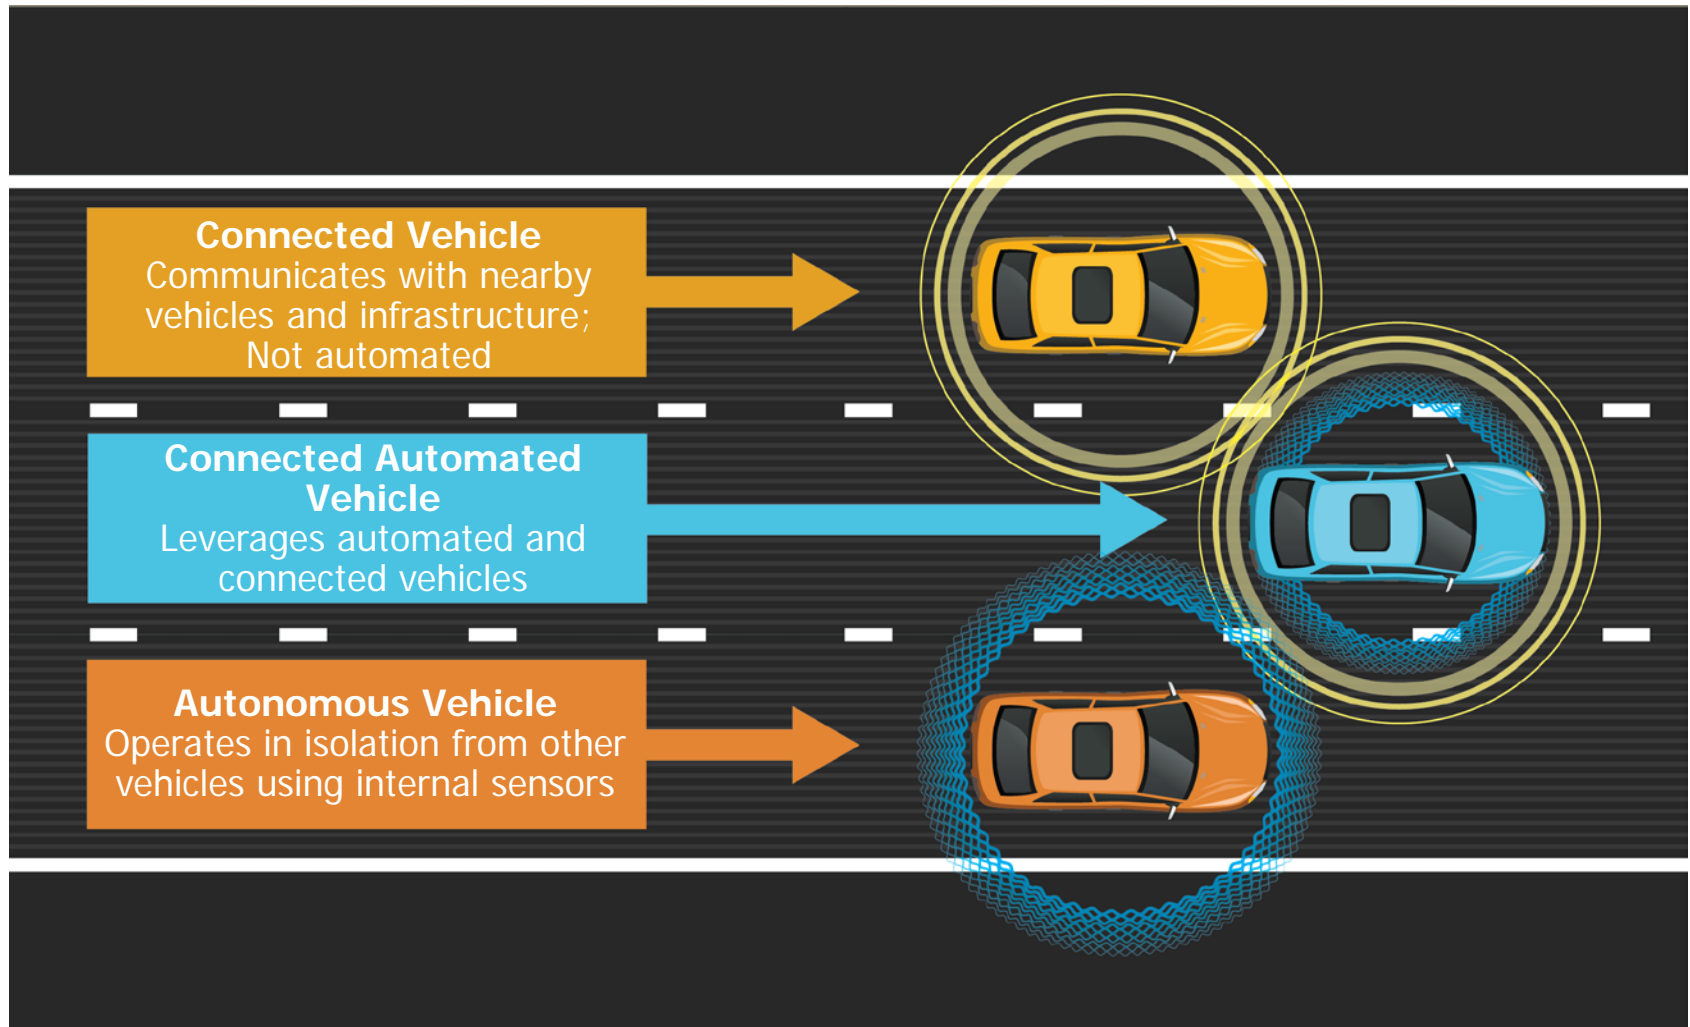 Connected Vehicle
Communicates with nearby
vehicles and infrastructure;
Not automated
Connected Automated
Vehicle
Leverages automated and
connected vehicles
Autonomous Vehicle
Operates in isolation from other
vehicles using internal sensors